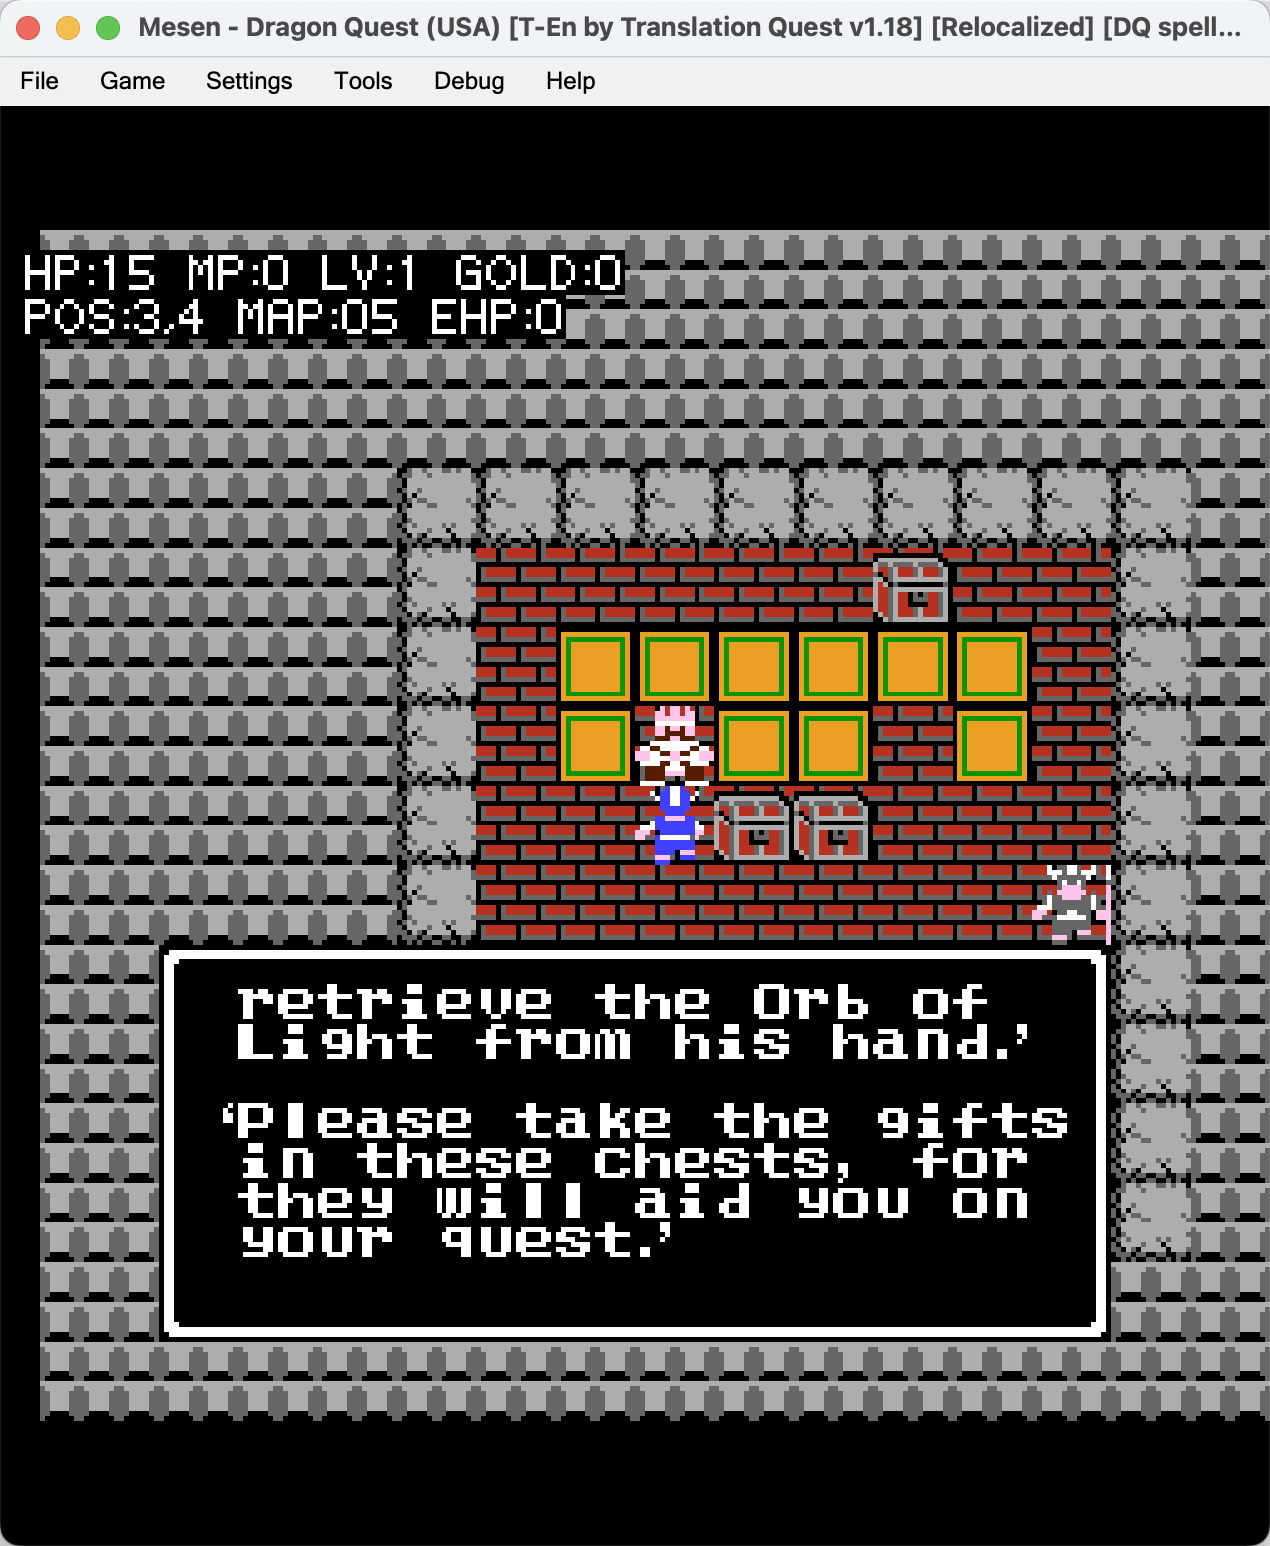 Mesen - Dragon Quest (USA) [T-En by Translation Quest v1.18] [Relocalized] [DQ spell...
File Game Settings Tools Debug Help
HP:15 MP:0 LV:1 GOLD:0
POS:3,4 MAP:05 EHP:0
retrieve the Orb of
Light from his hand.’
‘Please take the gifts
in these chests, for
they will aid you on
your quest.’